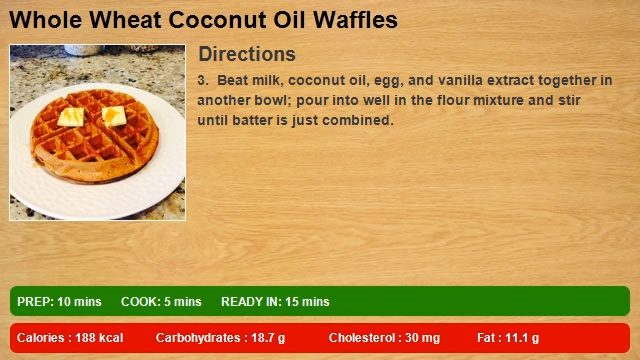 Whole Wheat Coconut Oil Waffles
Directions
3. Beat milk, coconut oil, egg, and vanilla extract together in
another bowl; pour into well in the flour mixture and stir
until batter is just combined.
PREP: 10 mins COOK: 5 mins READY IN: 15 mins
Calories : 188 kcal Carbohydrates : 18.7 g Cholesterol : 30 mg Fat : 11.1 g